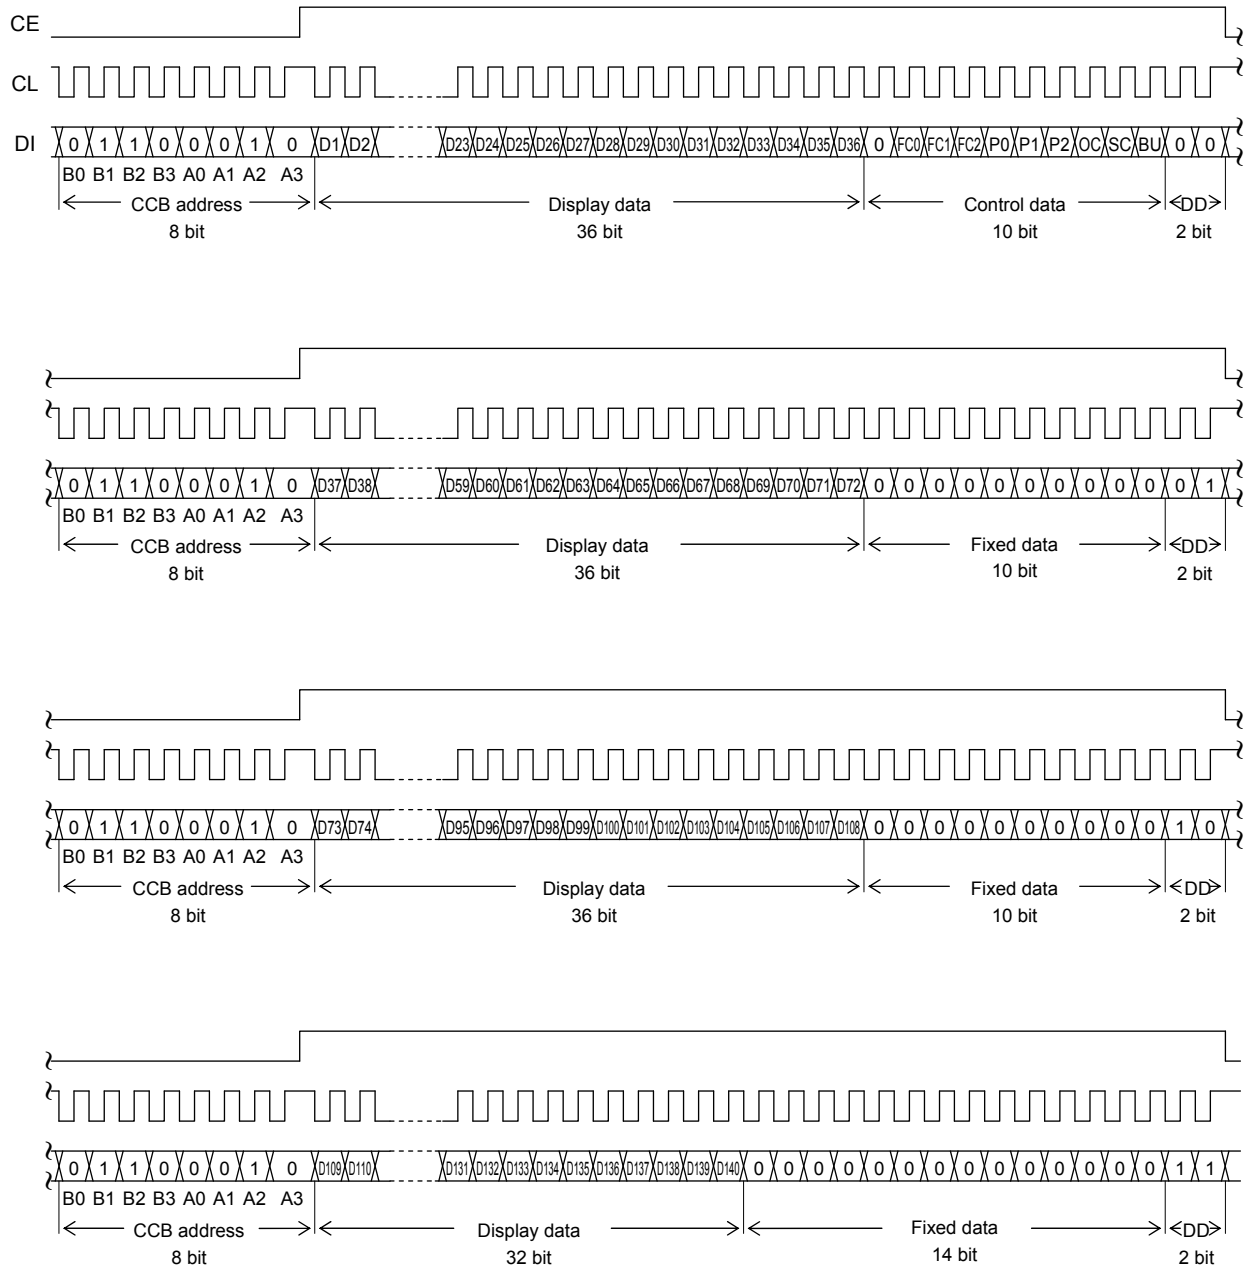 CE
CL
DI 0 1 1 0 0 0 1 0 D1 D2 D23 D24 D25 D26 D27 D28 D29 D30 D31 D32 D33 D34 D35 D36 0 FC0 FC1 FC2 P0 P1 P2 OC SC BU 0 0
B0 B1 B2 B3 A0 A1 A2 A3
CCB address Display data Control data DD
8 bit 36 bit 10 bit 2 bit
0 1 1 0 0 0 1 0 D37 D38 D59 D60 D61 D62 D63 D64 D65 D66 D67 D68 D69 D70 D71 D72 0 0 0 0 0 0 0 0 0 0 0 1
B0 B1 B2 B3 A0 A1 A2 A3
CCB address Display data Fixed data DD
8 bit 36 bit 10 bit 2 bit
0 1 1 0 0 0 1 0 D73 D74 D95 D96 D97 D98 D99 D100 D101 D102 D103 D104 D105 D106 D107 D108 0 0 0 0 0 0 0 0 0 0 1 0
B0 B1 B2 B3 A0 A1 A2 A3
CCB address Display data Fixed data DD
8 bit 36 bit 10 bit 2 bit
0 1 1 0 0 0 1 0 D109 D110 D131 D132 D133 D134 D135 D136 D137 D138 D139 D140 0 0 0 0 0 0 0 0 0 0 0 0 0 0 1 1
B0 B1 B2 B3 A0 A1 A2 A3
CCB address Display data Fixed data DD
8 bit 32 bit 14 bit 2 bit